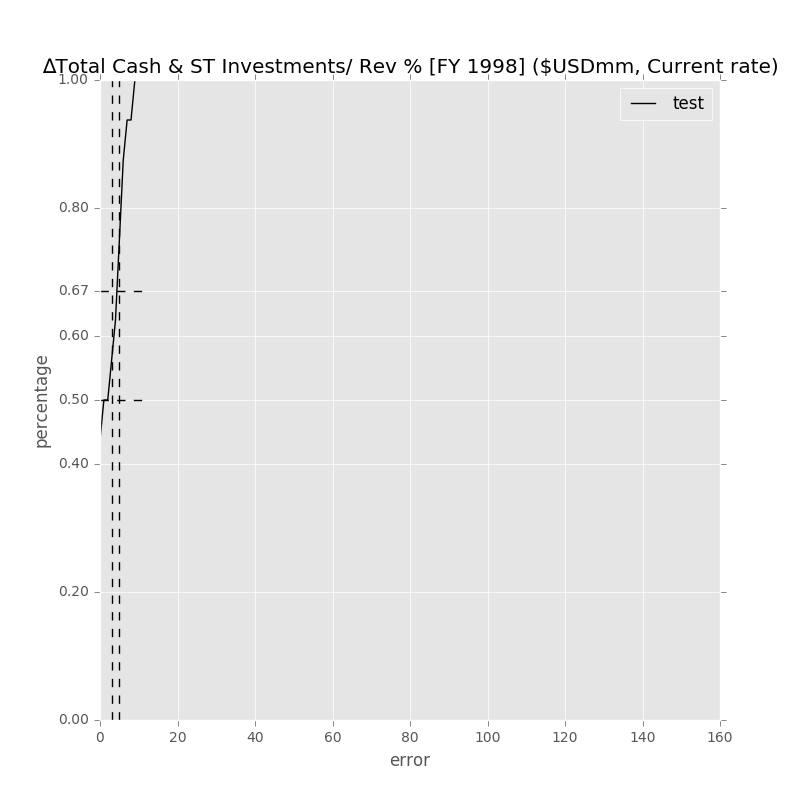 ΔTotal Cash & ST Investments/ Rev % [FY 1998] ($USDmm, Current rate)
test
1.00
0.80
0.67
0.60
0.50
0.40
0.20
0.00
percentage
0 20 40 60 80 100 120 140 160
error